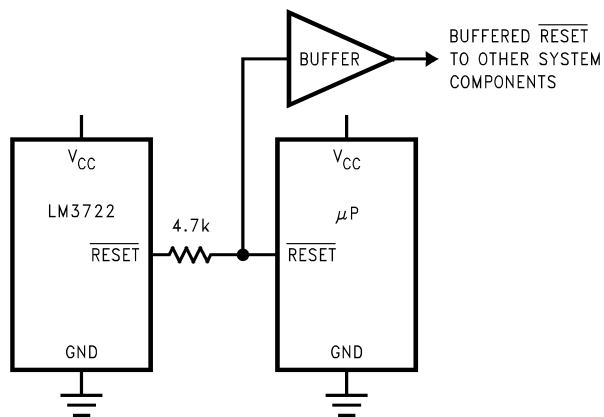 BUFFER
BUFFERED RESET
TO OTHER SYSTEM
COMPONENTS
VCC
LM3722
RESET
GND
4.7k
VCC
μP
RESET
GND